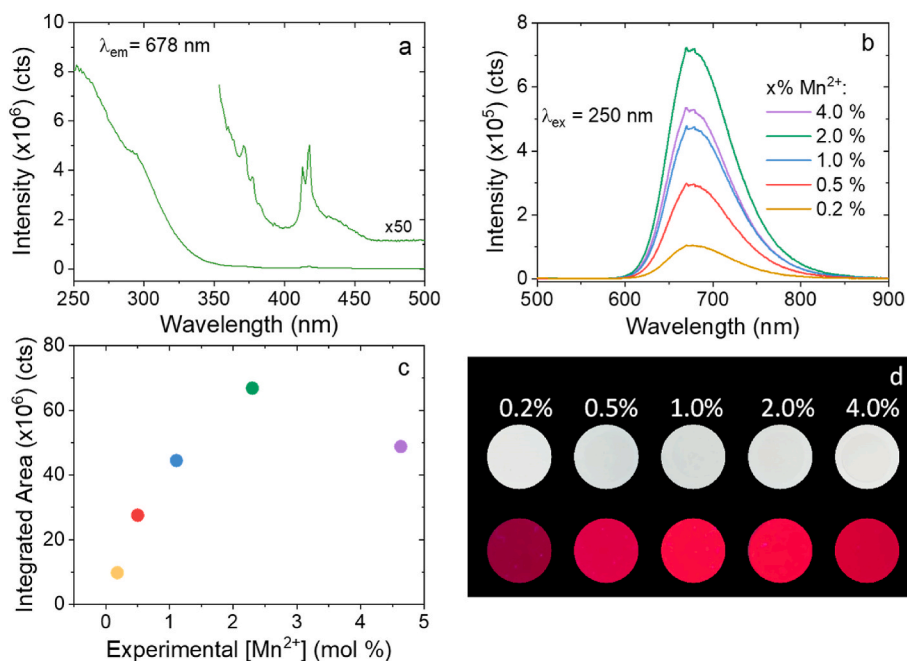 a
λem = 678 nm
x50
Intensity (x10⁶) (cts)
10
8
6
4
2
0
250 300 350 400 450 500
Wavelength (nm)
b
λex = 250 nm
x% Mn²⁺:
4.0 %
2.0 %
1.0 %
0.5 %
0.2 %
Intensity (x10⁵) (cts)
8
6
4
2
0
500 600 700 800 900
Wavelength (nm)
c
Integrated Area (x10⁶) (cts)
80
60
40
20
0
0 1 2 3 4 5
Experimental [Mn²⁺] (mol %)
d
0.2% 0.5% 1.0% 2.0% 4.0%